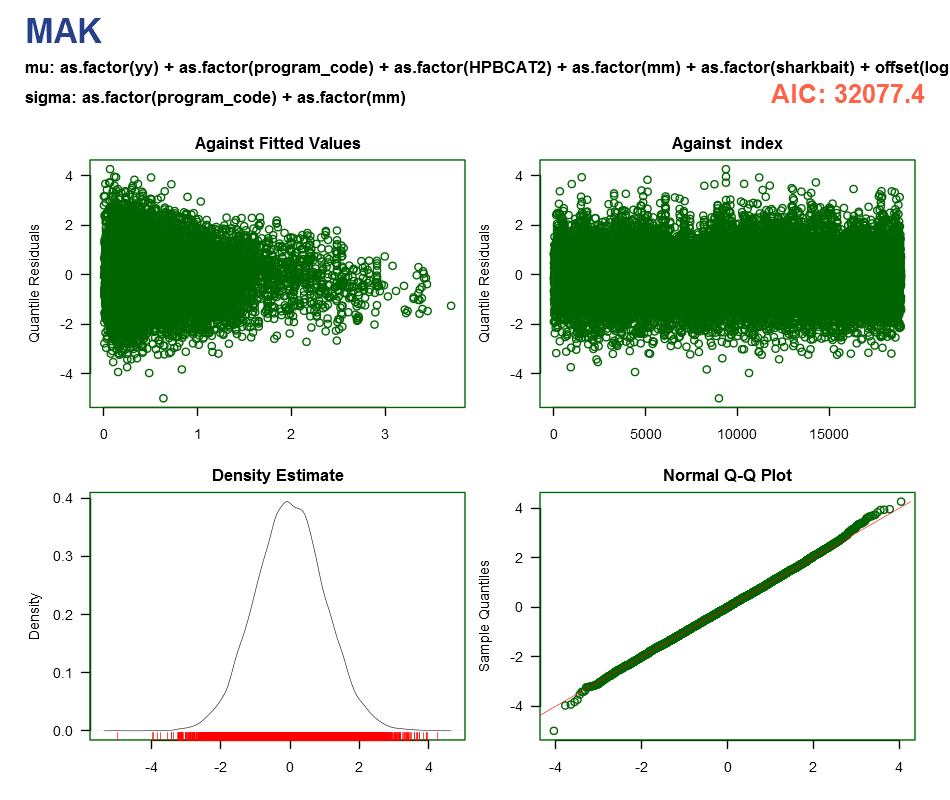 MAK
mu: as.factor(yy) + as.factor(program_code) + as.factor(HPBCAT2) + as.factor(mm) + as.factor(sharkbait) + offset(log
sigma: as.factor(program_code) + as.factor(mm)
AIC: 32077.4
Against Fitted Values
Quantile Residuals
4
2
0
-2
-4
0 1 2 3
Against  index
Quantile Residuals
4
2
0
-2
-4
0 5000 10000 15000
Density Estimate
Density
0.4
0.3
0.2
0.1
0.0
-4 -2 0 2 4
Normal Q-Q Plot
Sample Quantiles
4
2
0
-2
-4
-4 -2 0 2 4